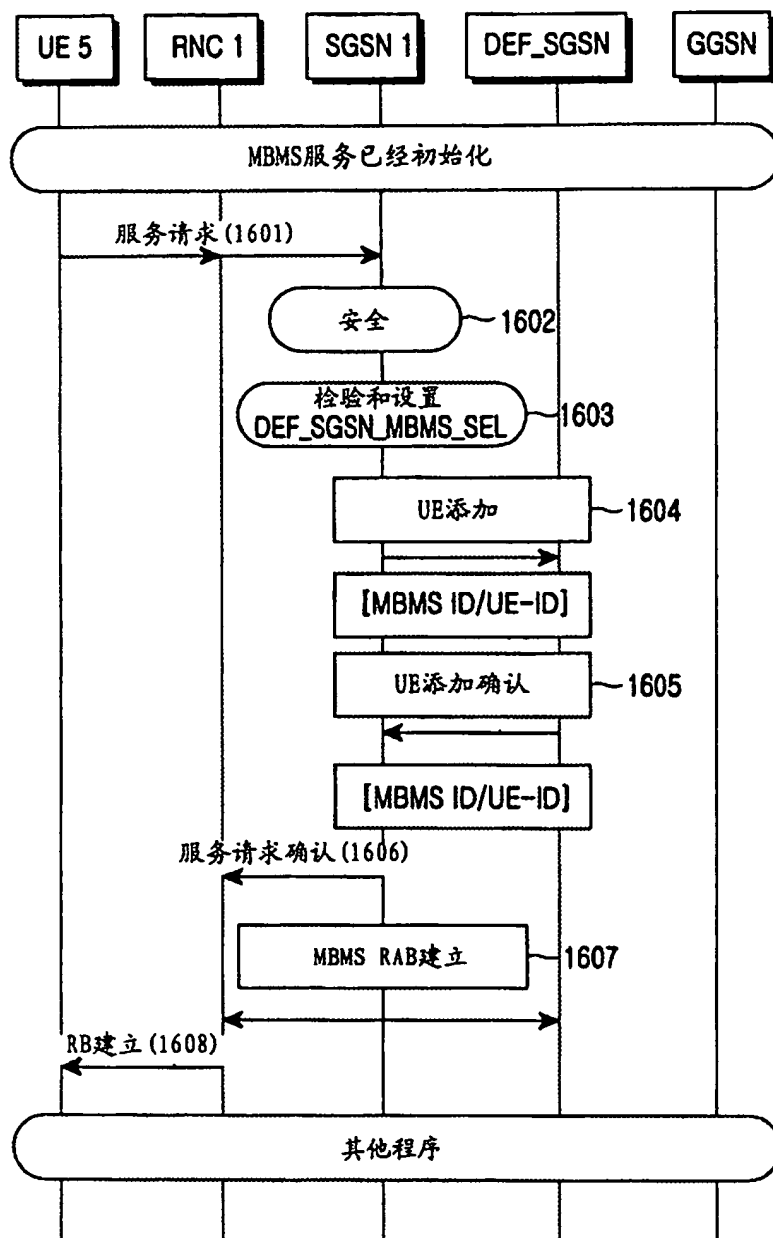 UE 5
RNC 1
SGSN 1
DEF_SGSN
GGSN
MBMS服务已经初始化
服务请求(1601)
安全
1602
检验和设置
DEF_SGSN_MBMS_SEL
1603
UE添加
1604
[MBMS ID/UE-ID]
UE添加确认
1605
[MBMS ID/UE-ID]
服务请求确认(1606)
MBMS RAB建立
1607
RB建立(1608)
其他程序